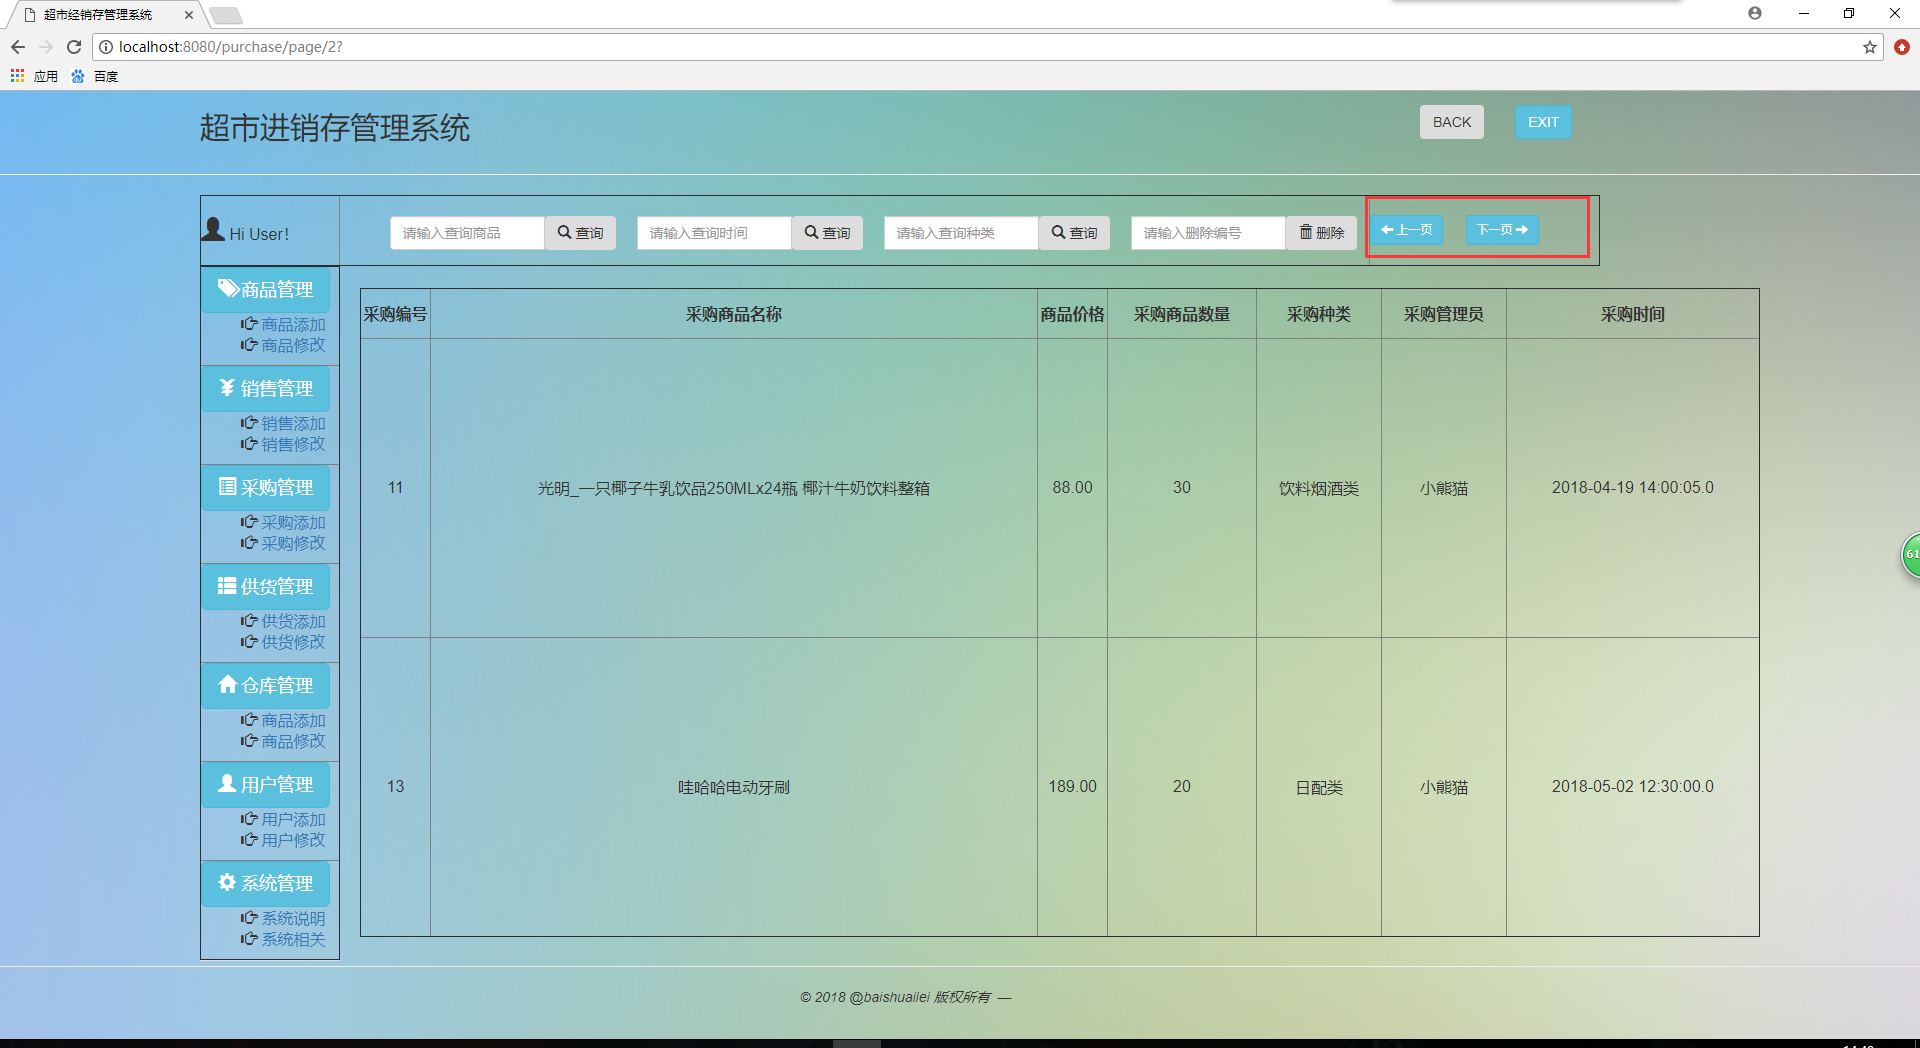 超市经销存管理系统
localhost:8080/purchase/page/2?
应用 百度
超市进销存管理系统
BACK EXIT
Hi User!
请输入查询商品 查询 请输入查询时间 查询 请输入查询种类 查询 请输入删除编号 删除 上一页 下一页
商品管理
商品添加
商品修改
销售管理
销售添加
销售修改
采购管理
采购添加
采购修改
供货管理
供货添加
供货修改
仓库管理
商品添加
商品修改
用户管理
用户添加
用户修改
系统管理
系统说明
系统相关
采购编号 采购商品名称 商品价格 采购商品数量 采购种类 采购管理员 采购时间
11 光明_一只椰子牛乳饮品250MLx24瓶 椰汁牛奶饮料整箱 88.00 30 饮料烟酒类 小熊猫 2018-04-19 14:00:05.0
13 哇哈哈电动牙刷 189.00 20 日配类 小熊猫 2018-05-02 12:30:00.0
61
© 2018 @baishuailei 版权所有 —